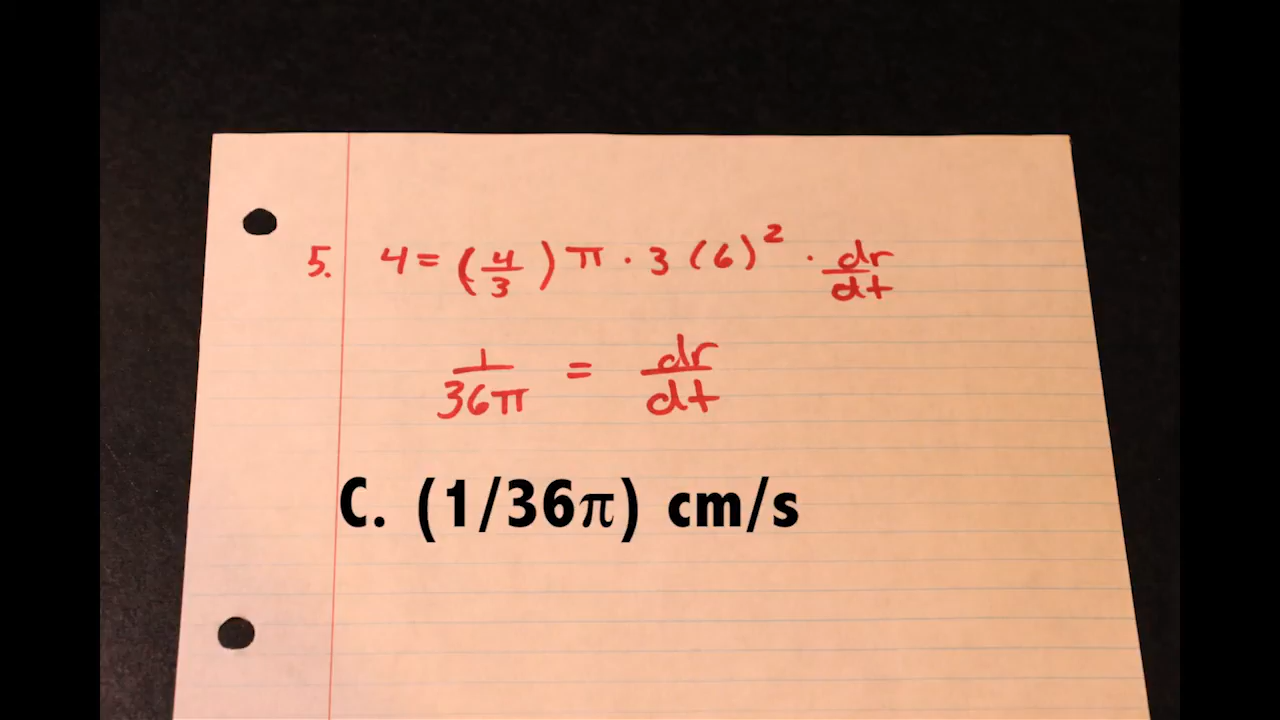 5. 4 = (4/3) π · 3 (6)² · dr/dt
1/36π = dr/dt
C. (1/36π) cm/s